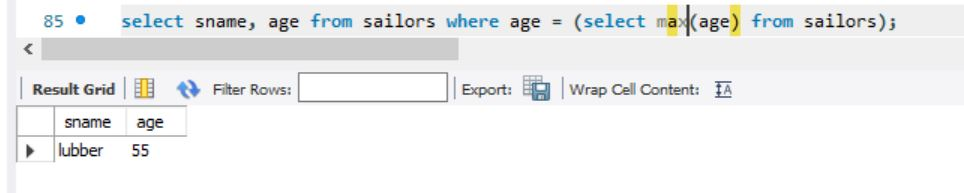 85 select sname, age from sailors where age = (select max(age) from sailors);
Result Grid Filter Rows: Export: Wrap Cell Content: IA
sname age
lubber 55